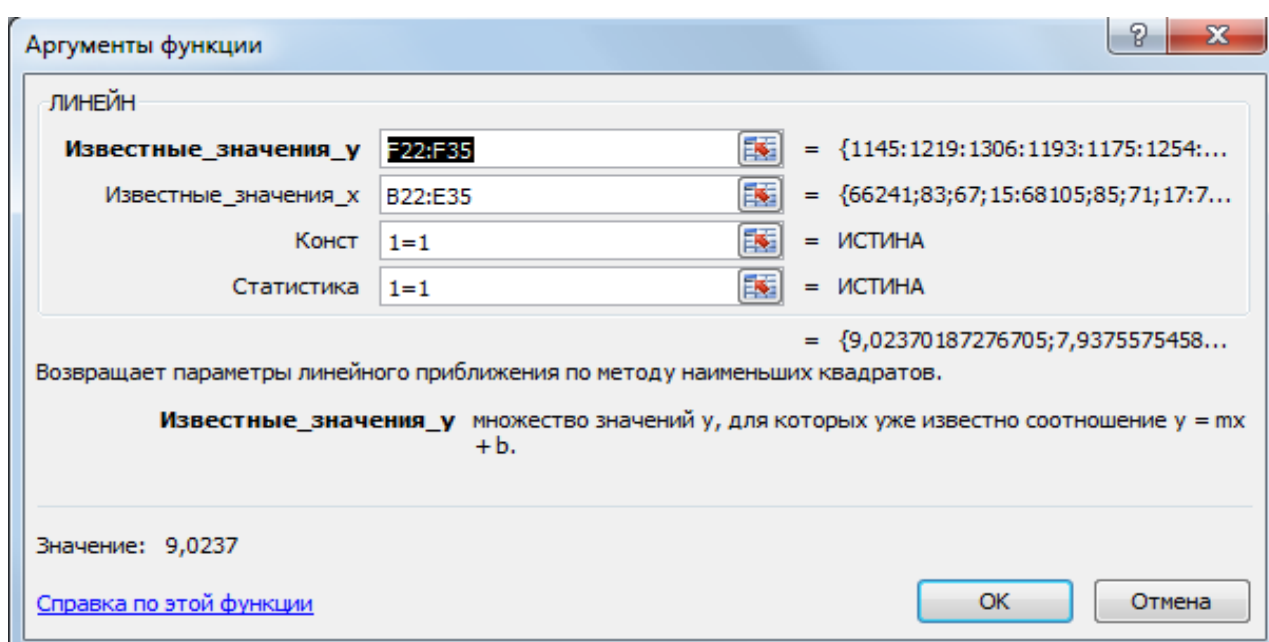 Аргументы функции
ЛИНЕЙН
Известные_значения_y F22:F35 = {1145:1219:1306:1193:1175:1254:...
Известные_значения_x B22:E35 = {66241;83;67;15:68105;85;71;17:7...
Конст 1=1 = ИСТИНА
Статистика 1=1 = ИСТИНА
= {9,02370187276705;7,9375575458...
Возвращает параметры линейного приближения по методу наименьших квадратов.
Известные_значения_y множество значений y, для которых уже известно соотношение y = mx
+ b.
Значение: 9,0237
Справка по этой функции
ОК Отмена